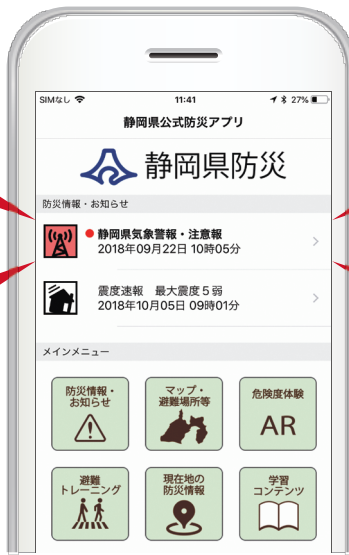 SIMなし 11:41 27%
静岡県公式防災アプリ
静岡県防災
防災情報・お知らせ
静岡県気象警報・注意報
2018年09月22日 10時05分
震度速報 最大震度5弱
2018年10月05日 09時01分
メインメニュー
防災情報・
お知らせ
マップ・
避難場所等
危険度体験
AR
避難
トレーニング
現在地の
防災情報
学習
コンテンツ